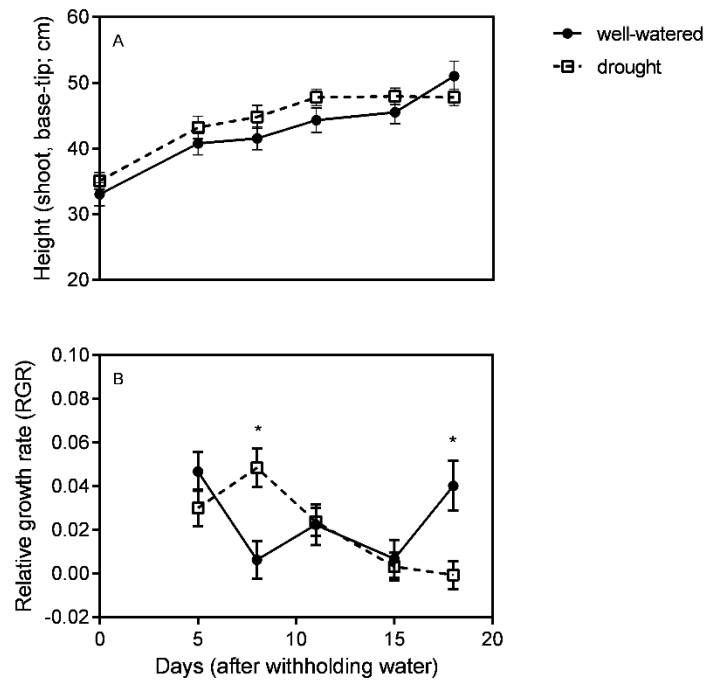 60
A
50
40
30
20
Height (shoot, base-tip; cm)
well-watered
drought
0.10
B
0.08
*
*
0.06
0.04
0.02
0.00
-0.02
Relative growth rate (RGR)
0 5 10 15 20
Days (after withholding water)